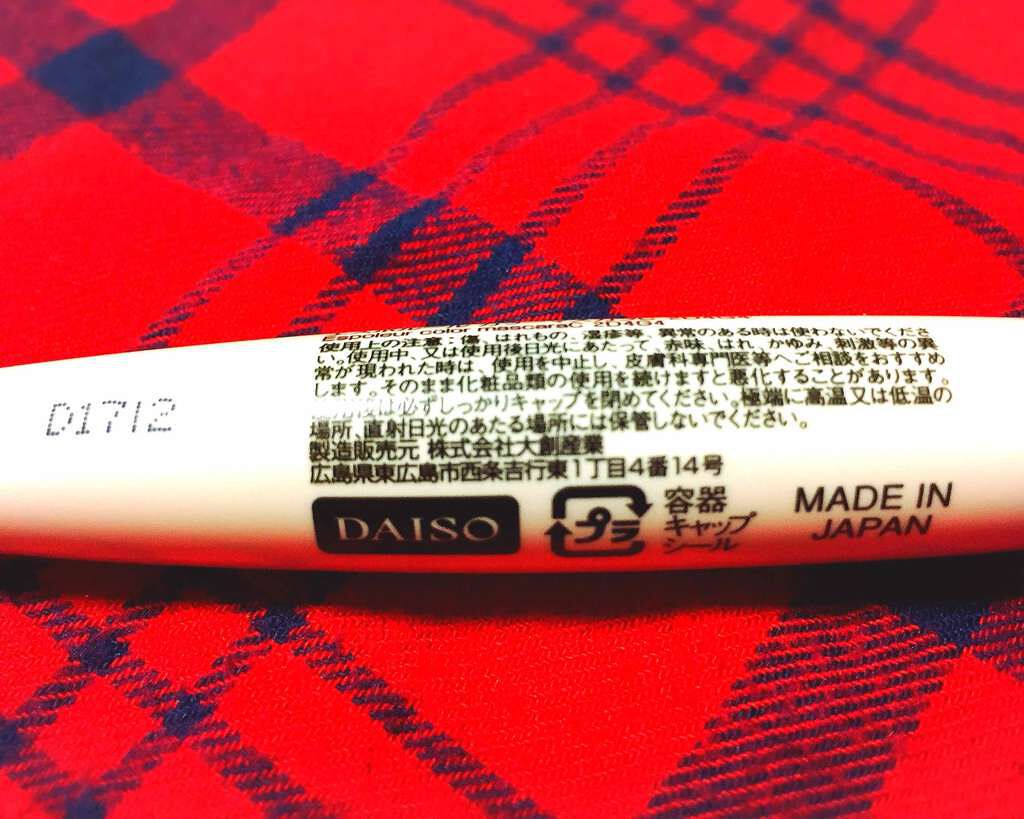 Espoleur color mascaraC 2D404
使用上の注意:傷、はれもの、湿疹等、異常のある時は使わないでくださ
い。使用中、又は使用後日光にあたって、赤味、はれ、かゆみ、刺激等の異
常が現われた時は、使用を中止し、皮膚科専門医等へご相談をおすすめ
します。そのまま化粧品類の使用を続けますと悪化することがあります。
使用後は必ずしっかりキャップを閉めてください。極端に高温又は低温の
場所、直射日光のあたる場所には保管しないでください。
製造販売元 株式会社大創産業
広島県東広島市西条吉行東1丁目4番14号
D1712
DAISO
プラ
容器
キャップ
シール
MADE IN
JAPAN